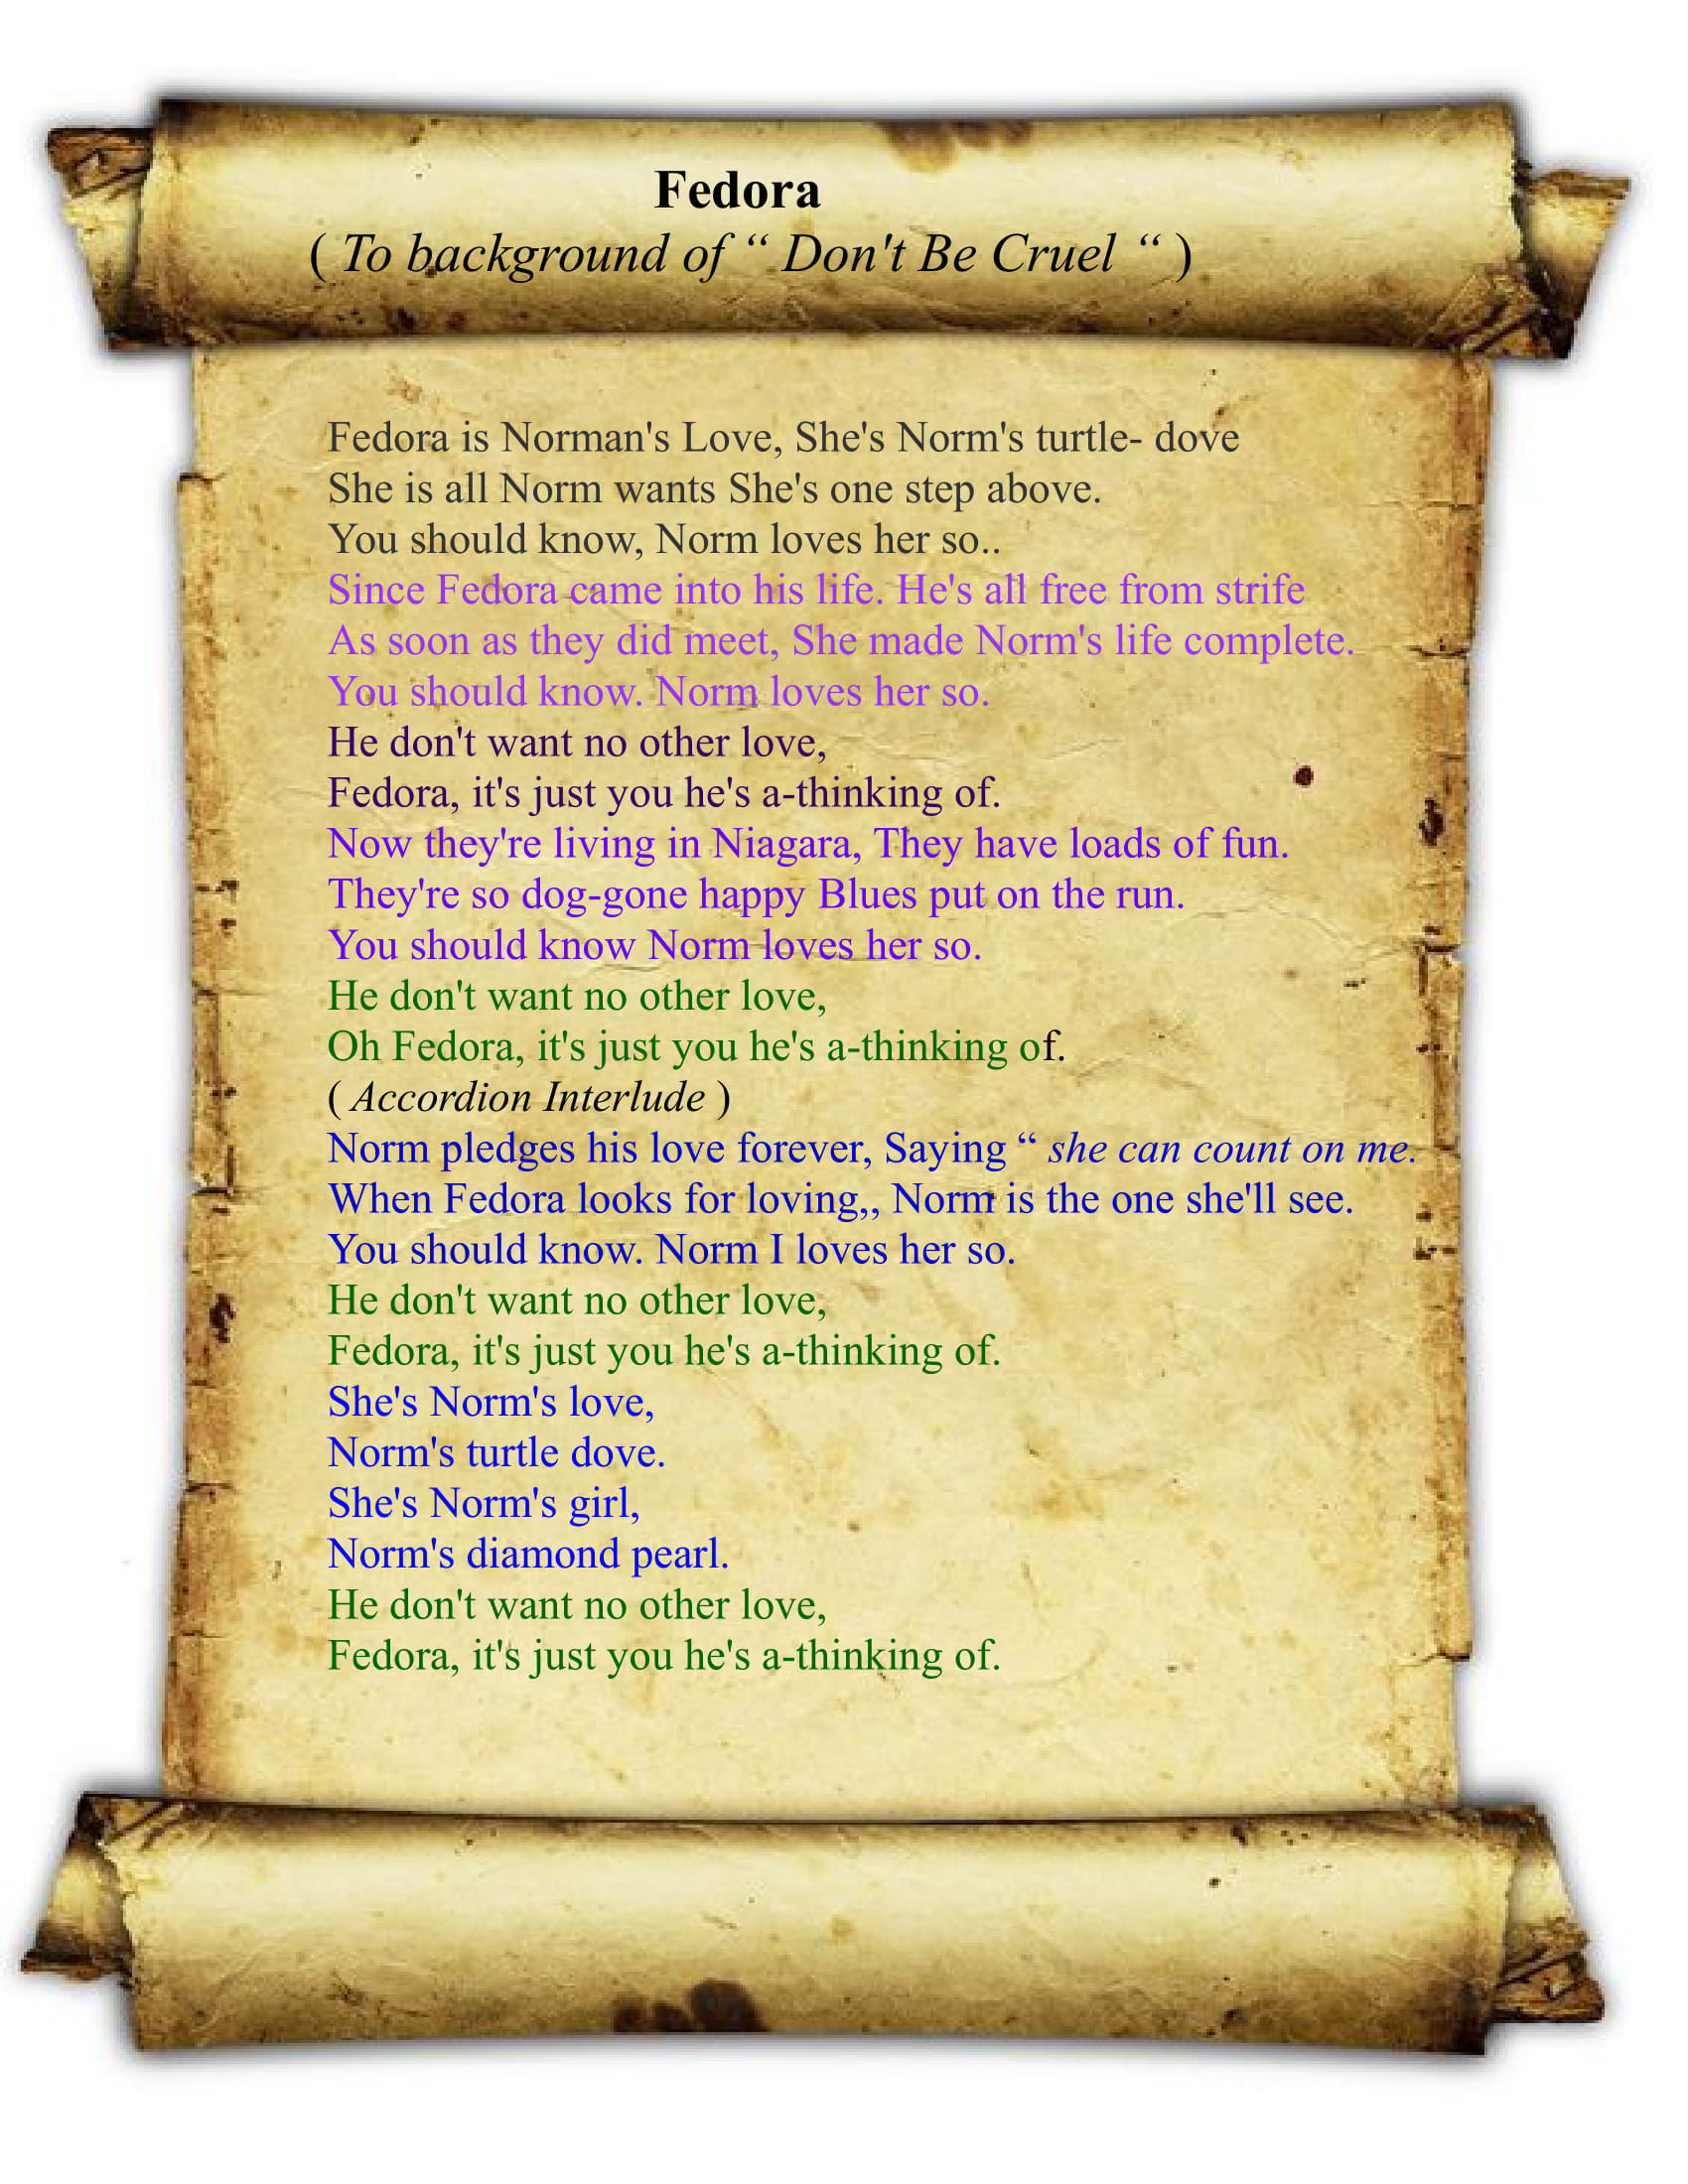 Fedora
( To background of “ Don't Be Cruel “ )
Fedora is Norman's Love, She's Norm's turtle- dove
She is all Norm wants She's one step above.
You should know, Norm loves her so..
Since Fedora came into his life. He's all free from strife
As soon as they did meet, She made Norm's life complete.
You should know. Norm loves her so.
He don't want no other love,
Fedora, it's just you he's a-thinking of.
Now they're living in Niagara, They have loads of fun.
They're so dog-gone happy Blues put on the run.
You should know Norm loves her so.
He don't want no other love,
Oh Fedora, it's just you he's a-thinking of.
( Accordion Interlude )
Norm pledges his love forever, Saying “ she can count on me.
When Fedora looks for loving,, Norm is the one she'll see.
You should know. Norm I loves her so.
He don't want no other love,
Fedora, it's just you he's a-thinking of.
She's Norm's love,
Norm's turtle dove.
She's Norm's girl,
Norm's diamond pearl.
He don't want no other love,
Fedora, it's just you he's a-thinking of.